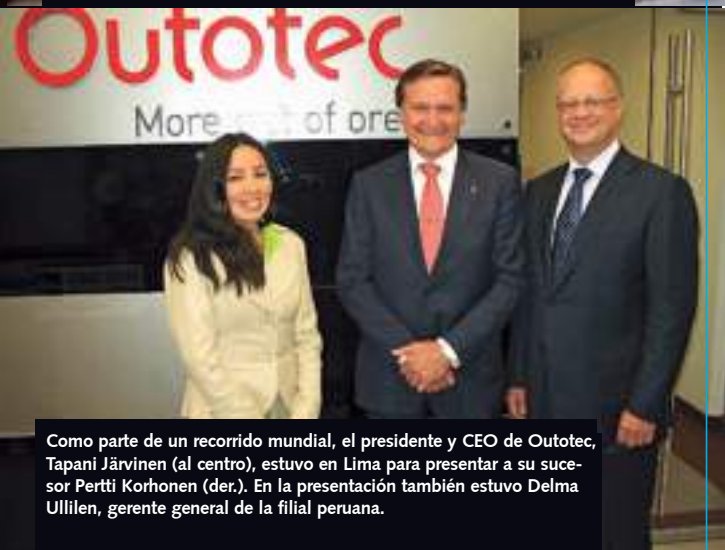 Outotec
More out of ore
Como parte de un recorrido mundial, el presidente y CEO de Outotec,
Tapani Järvinen (al centro), estuvo en Lima para presentar a su suce-
sor Pertti Korhonen (der.). En la presentación también estuvo Delma
Ullilen, gerente general de la filial peruana.